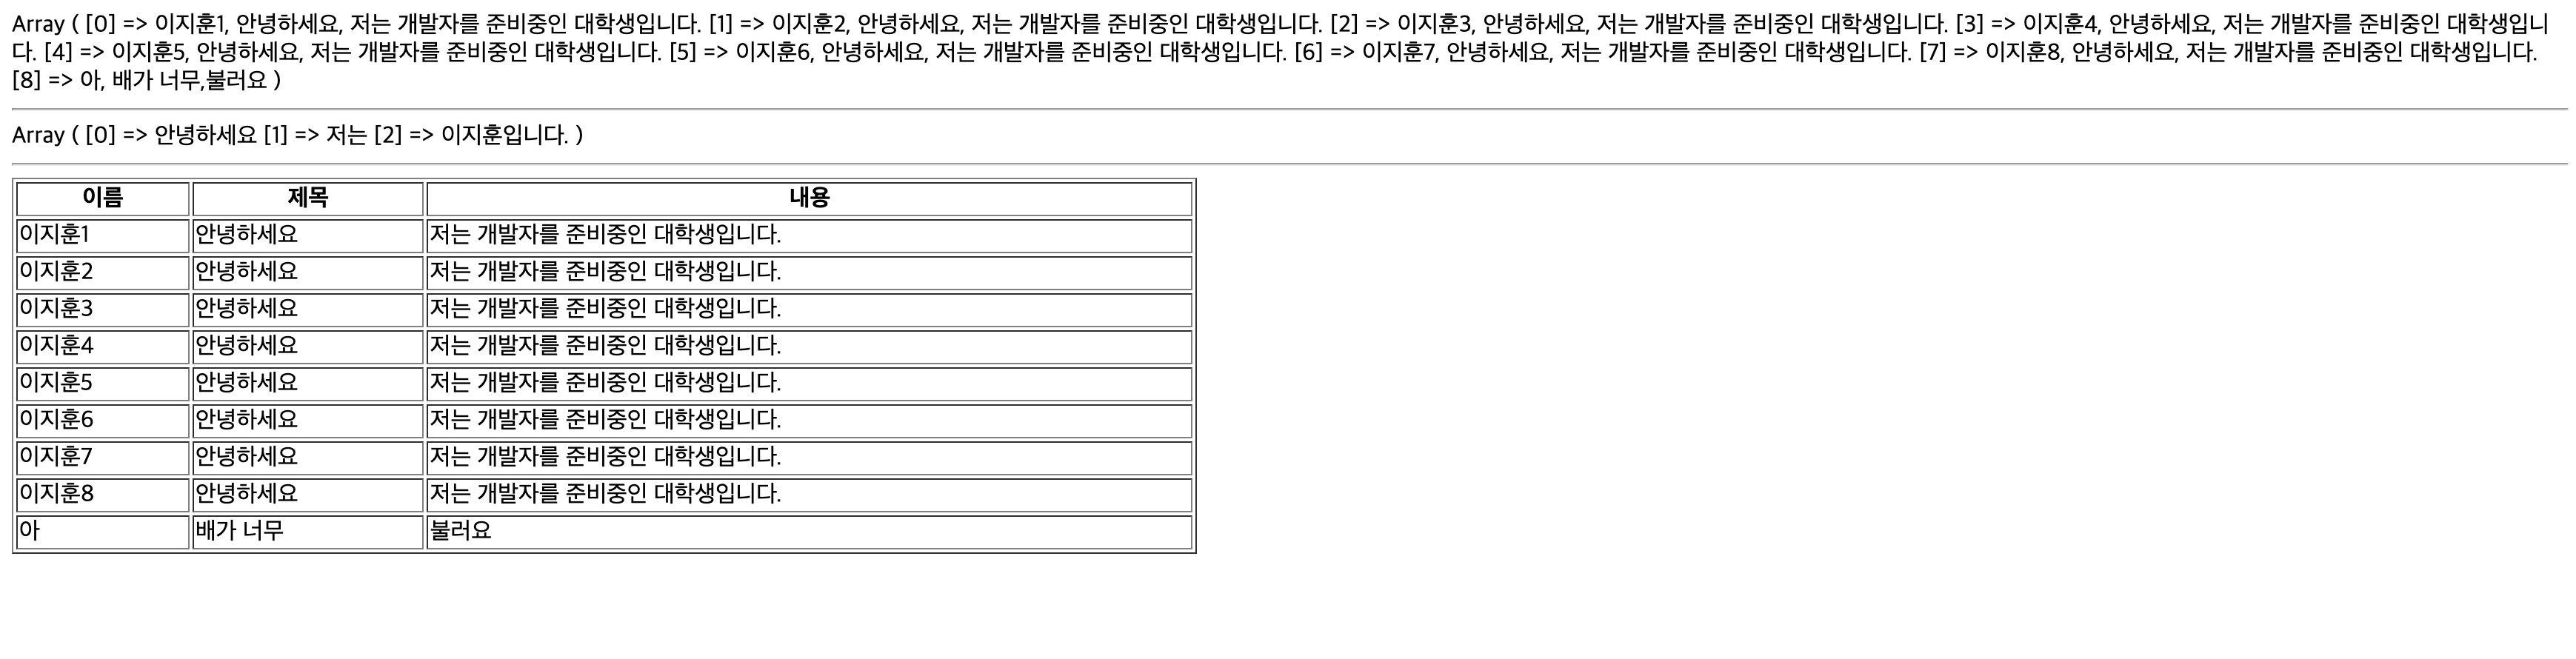 Array ( [0] => 이지훈1, 안녕하세요, 저는 개발자를 준비중인 대학생입니다. [1] => 이지훈2, 안녕하세요, 저는 개발자를 준비중인 대학생입니다. [2] => 이지훈3, 안녕하세요, 저는 개발자를 준비중인 대학생입니다. [3] => 이지훈4, 안녕하세요, 저는 개발자를 준비중인 대학생입니
다. [4] => 이지훈5, 안녕하세요, 저는 개발자를 준비중인 대학생입니다. [5] => 이지훈6, 안녕하세요, 저는 개발자를 준비중인 대학생입니다. [6] => 이지훈7, 안녕하세요, 저는 개발자를 준비중인 대학생입니다. [7] => 이지훈8, 안녕하세요, 저는 개발자를 준비중인 대학생입니다.
[8] => 아, 배가 너무,불러요 )
Array ( [0] => 안녕하세요 [1] => 저는 [2] => 이지훈입니다. )
이름 제목 내용
이지훈1 안녕하세요 저는 개발자를 준비중인 대학생입니다.
이지훈2 안녕하세요 저는 개발자를 준비중인 대학생입니다.
이지훈3 안녕하세요 저는 개발자를 준비중인 대학생입니다.
이지훈4 안녕하세요 저는 개발자를 준비중인 대학생입니다.
이지훈5 안녕하세요 저는 개발자를 준비중인 대학생입니다.
이지훈6 안녕하세요 저는 개발자를 준비중인 대학생입니다.
이지훈7 안녕하세요 저는 개발자를 준비중인 대학생입니다.
이지훈8 안녕하세요 저는 개발자를 준비중인 대학생입니다.
아 배가 너무 불러요